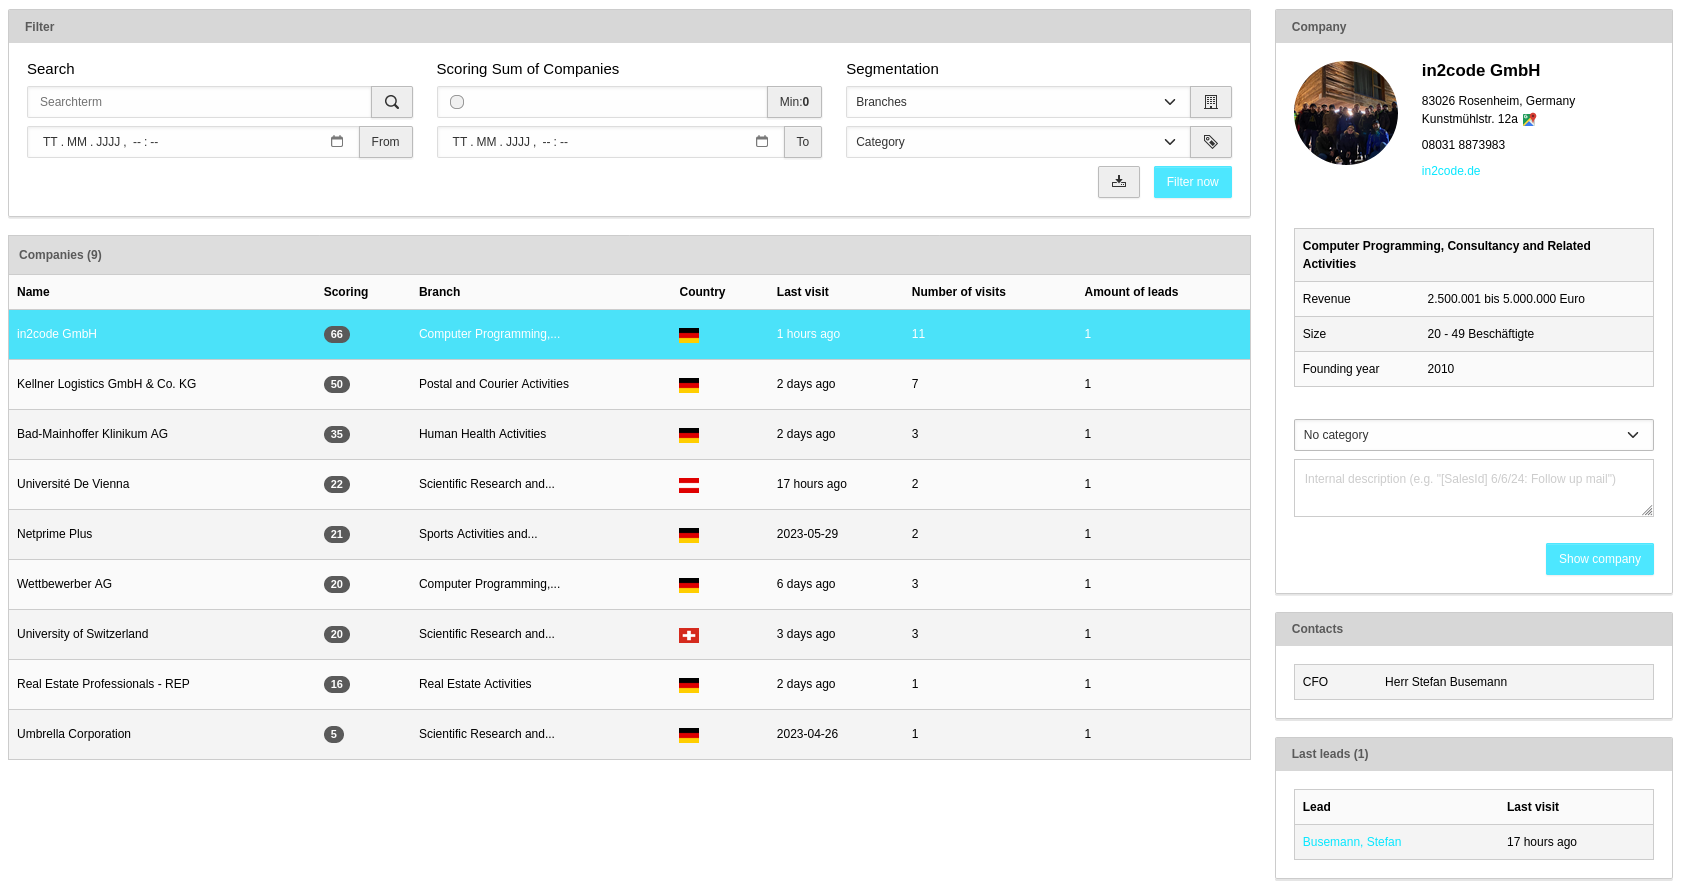 Filter
Search
Scoring Sum of Companies
Segmentation
Searchterm
Min:0
Branches
TT . MM . JJJJ ,  -- : --
From
TT . MM . JJJJ ,  -- : --
To
Category
Filter now
Companies (9)
Name Scoring Branch Country Last visit Number of visits Amount of leads
in2code GmbH 66 Computer Programming,... 1 hours ago 11 1
Kellner Logistics GmbH & Co. KG 50 Postal and Courier Activities 2 days ago 7 1
Bad-Mainhoffer Klinikum AG 35 Human Health Activities 2 days ago 3 1
Université De Vienna 22 Scientific Research and... 17 hours ago 2 1
Netprime Plus 21 Sports Activities and... 2023-05-29 2 1
Wettbewerber AG 20 Computer Programming,... 6 days ago 3 1
University of Switzerland 20 Scientific Research and... 3 days ago 3 1
Real Estate Professionals - REP 16 Real Estate Activities 2 days ago 1 1
Umbrella Corporation 5 Scientific Research and... 2023-04-26 1 1
Company
in2code GmbH
83026 Rosenheim, Germany
Kunstmühlstr. 12a
08031 8873983
in2code.de
Computer Programming, Consultancy and Related
Activities
Revenue 2.500.001 bis 5.000.000 Euro
Size 20 - 49 Beschäftigte
Founding year 2010
No category
Internal description (e.g. "[SalesId] 6/6/24: Follow up mail")
Show company
Contacts
CFO Herr Stefan Busemann
Last leads (1)
Lead Last visit
Busemann, Stefan 17 hours ago